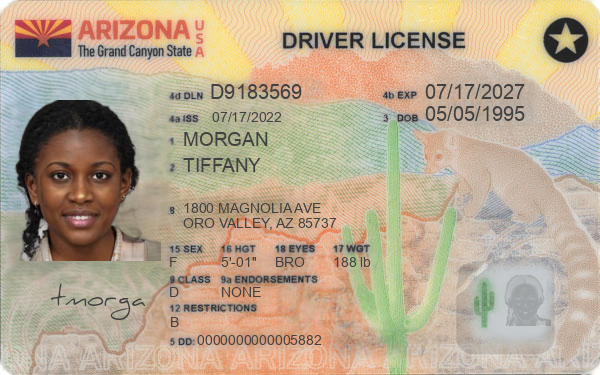 ARIZONA USA
The Grand Canyon State
DRIVER LICENSE
4d DLN D9183569
4b EXP 07/17/2027
4a ISS 07/17/2022
3 DOB 05/05/1995
1 MORGAN
2 TIFFANY
8 1800 MAGNOLIA AVE
ORO VALLEY, AZ 85737
15 SEX 16 HGT 18 EYES 17 WGT
F 5'-01" BRO 188 lb
9 CLASS 9a ENDORSEMENTS
D NONE
12 RESTRICTIONS
B
5 DD: 0000000000005882
tmorga
ARIZONA ARIZONA ARIZONA ARIZONA